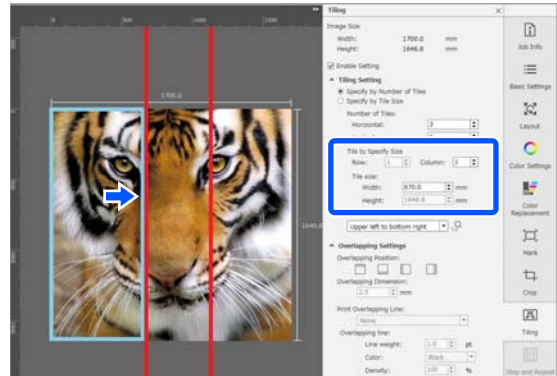 Tiling
Image Size
Width: 1700.0 mm
Height: 1646.8 mm
Enable Setting
Tiling Setting
Specify by Number of Tiles
Specify by Tile Size
Number of Tiles:
Horizontal: 3
Tile to Specify Size
Row: 1 Column: 1
Tile size:
Width: 670.0 mm
Height: 1646.8 mm
Upper left to bottom right
Overlapping Settings
Overlapping Position:
Overlapping Dimension:
2.5 mm
Print Overlapping Line:
None
Overlapping line:
Line weight: 1.0 pt
Color: Black
Density: 100 %
Job Info
Basic Settings
Layout
Color Settings
Color
Replacement
Mark
Crop
Tiling
Step and Repeat
0
500
1000
1500
1700.0
1646.8